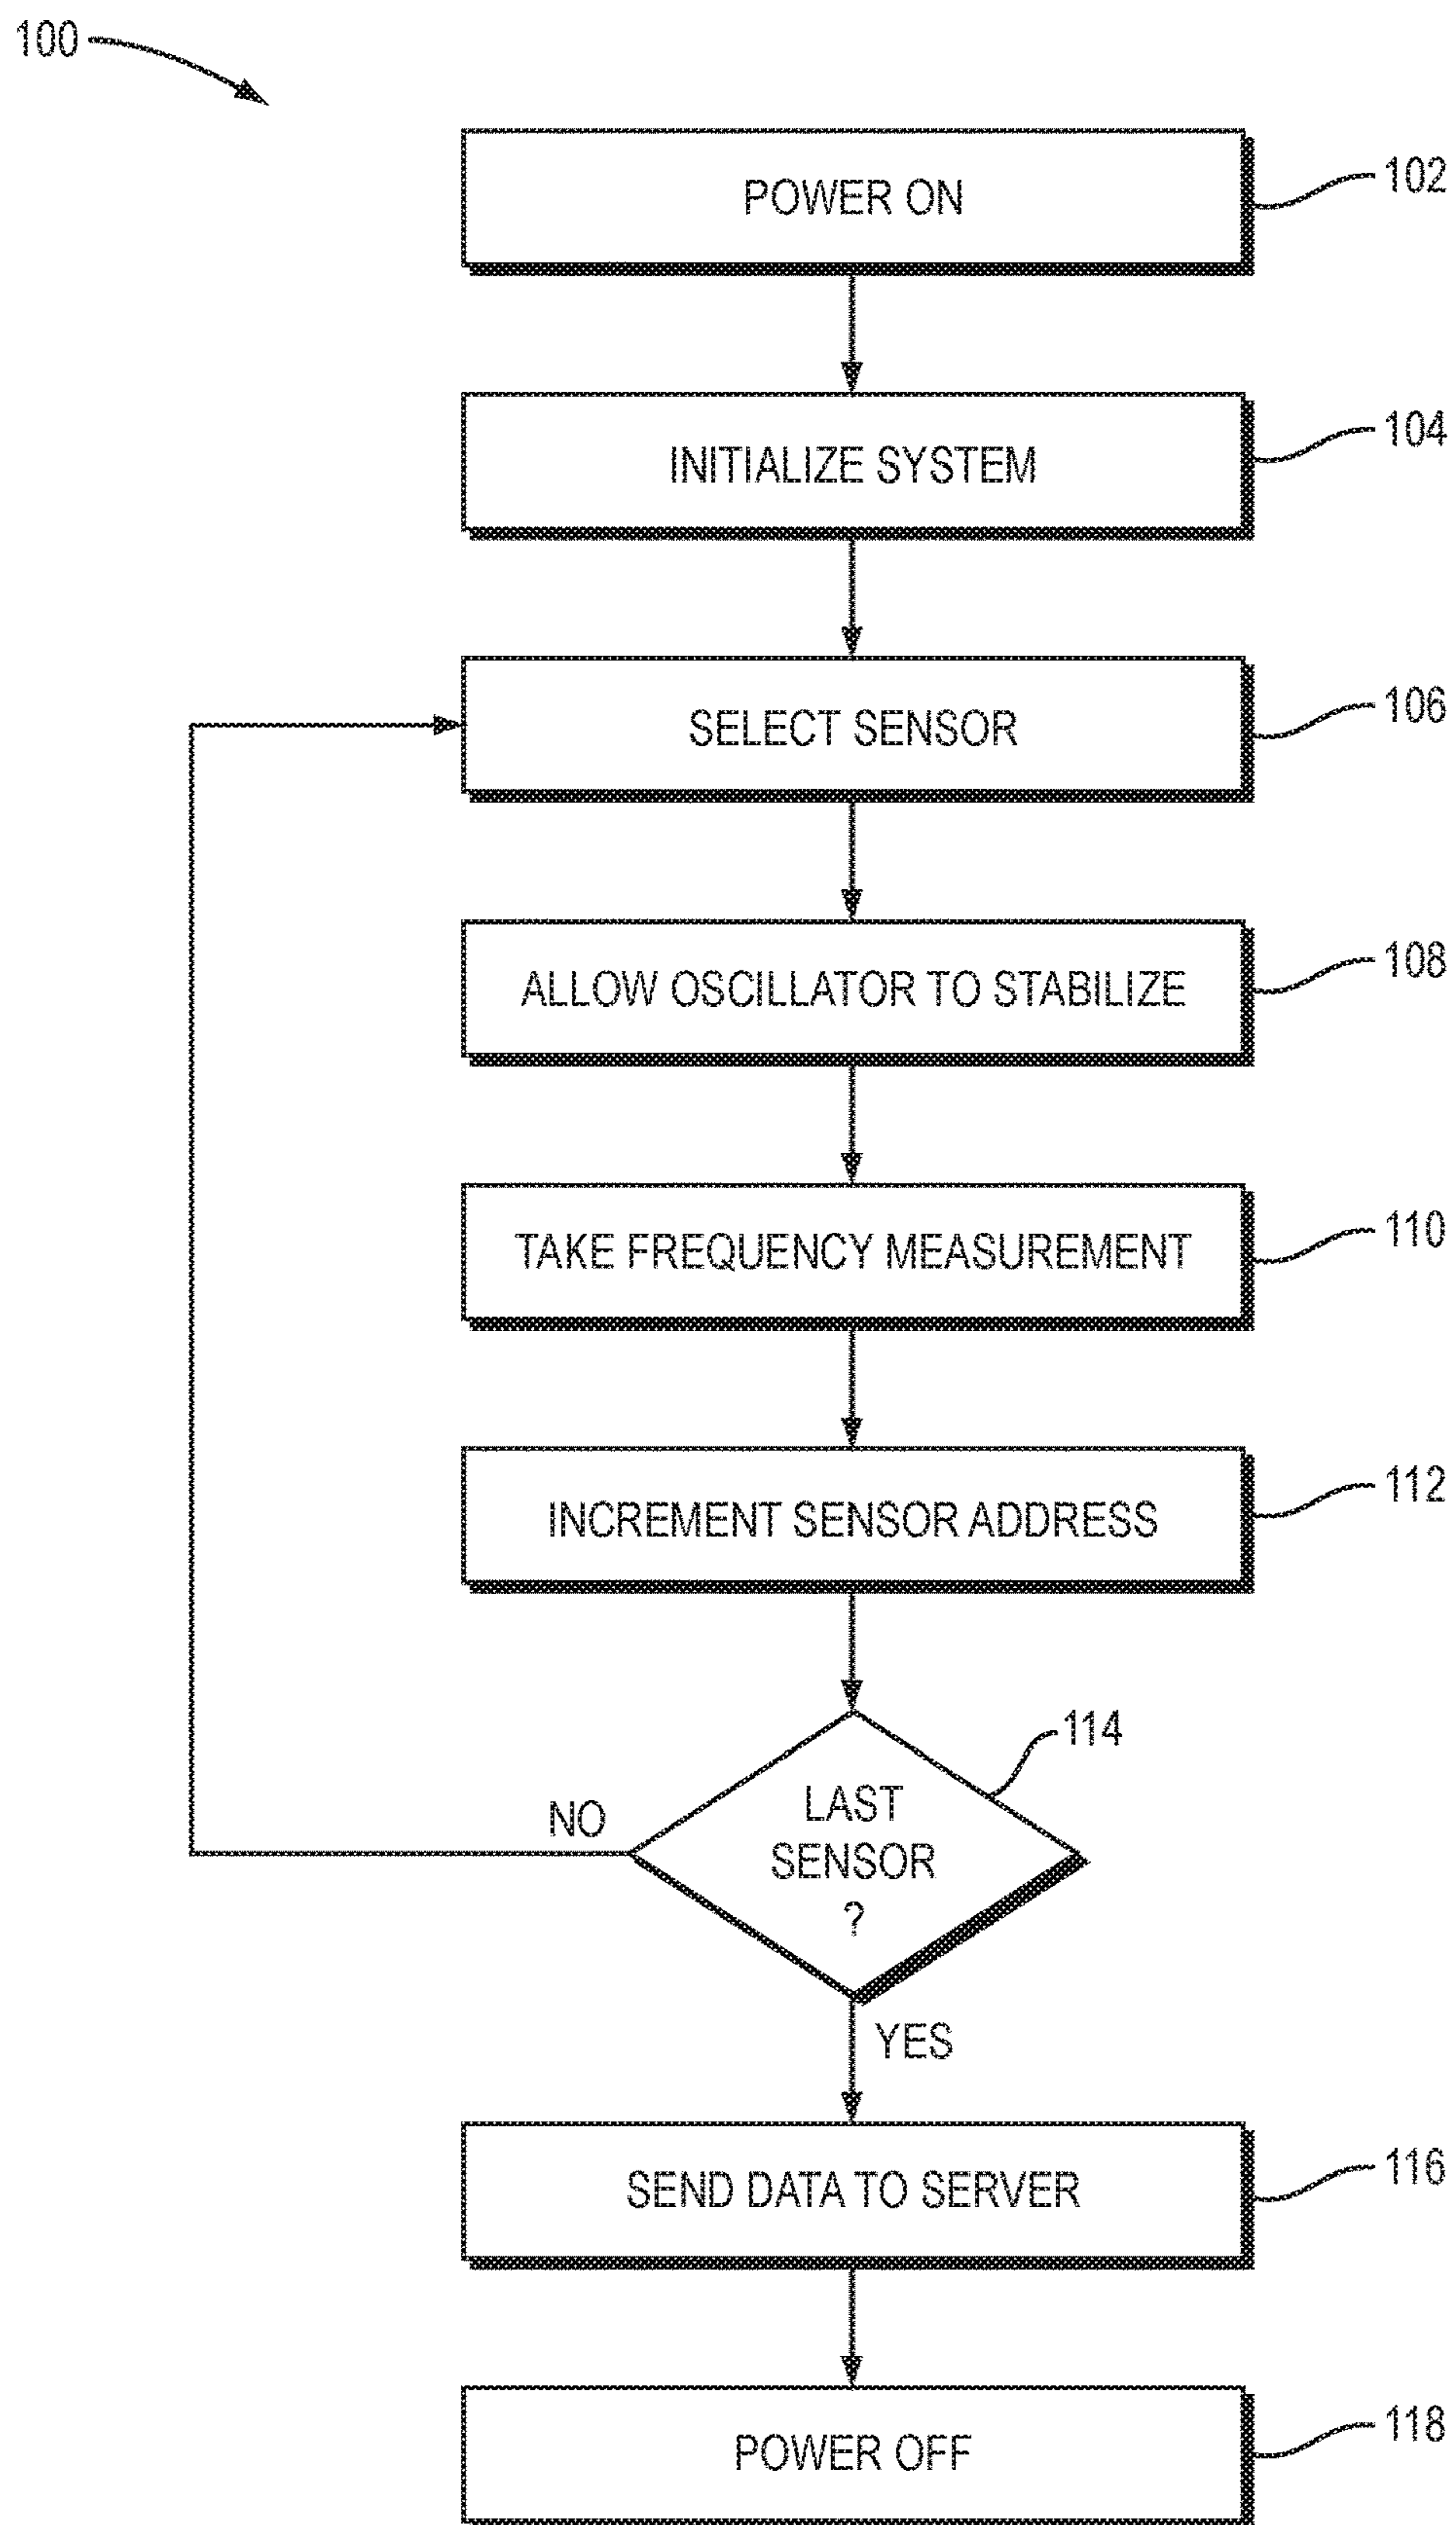 100
POWER ON
102
INITIALIZE SYSTEM
104
SELECT SENSOR
106
ALLOW OSCILLATOR TO STABILIZE
108
TAKE FREQUENCY MEASUREMENT
110
INCREMENT SENSOR ADDRESS
112
114
LAST
SENSOR
?
NO
YES
SEND DATA TO SERVER
116
POWER OFF
118